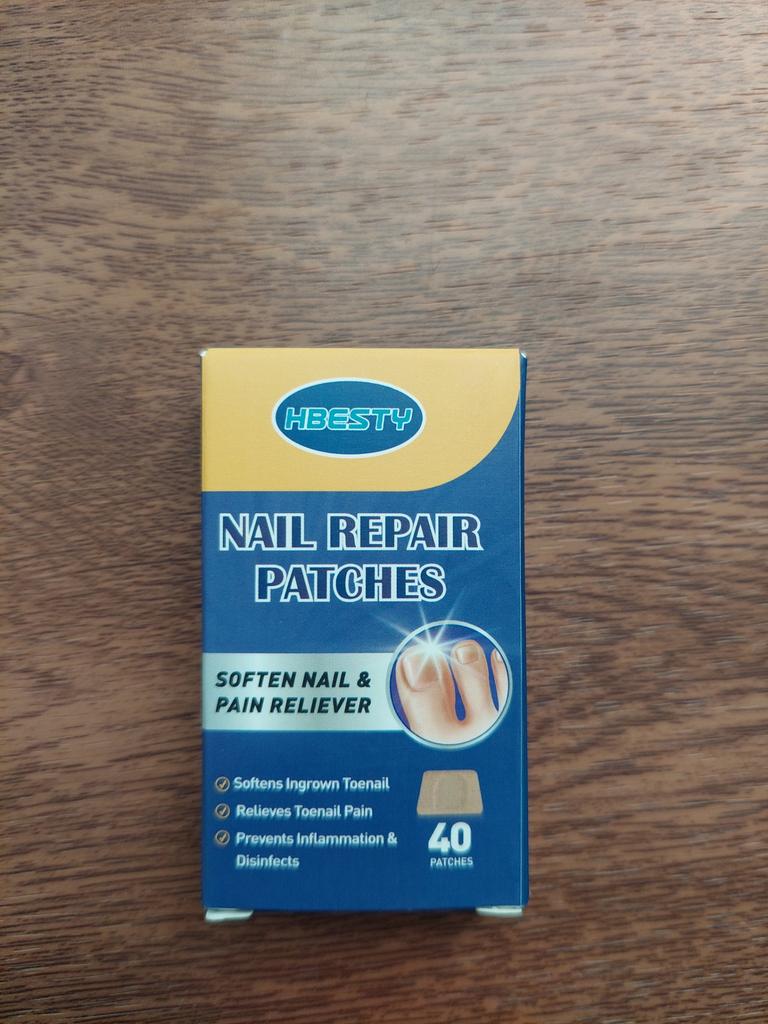 HBESTY
NAIL REPAIR
PATCHES
SOFTEN NAIL &
PAIN RELIEVER
Softens Ingrown Toenail
Relieves Toenail Pain
Prevents Inflammation &
Disinfects
40
PATCHES